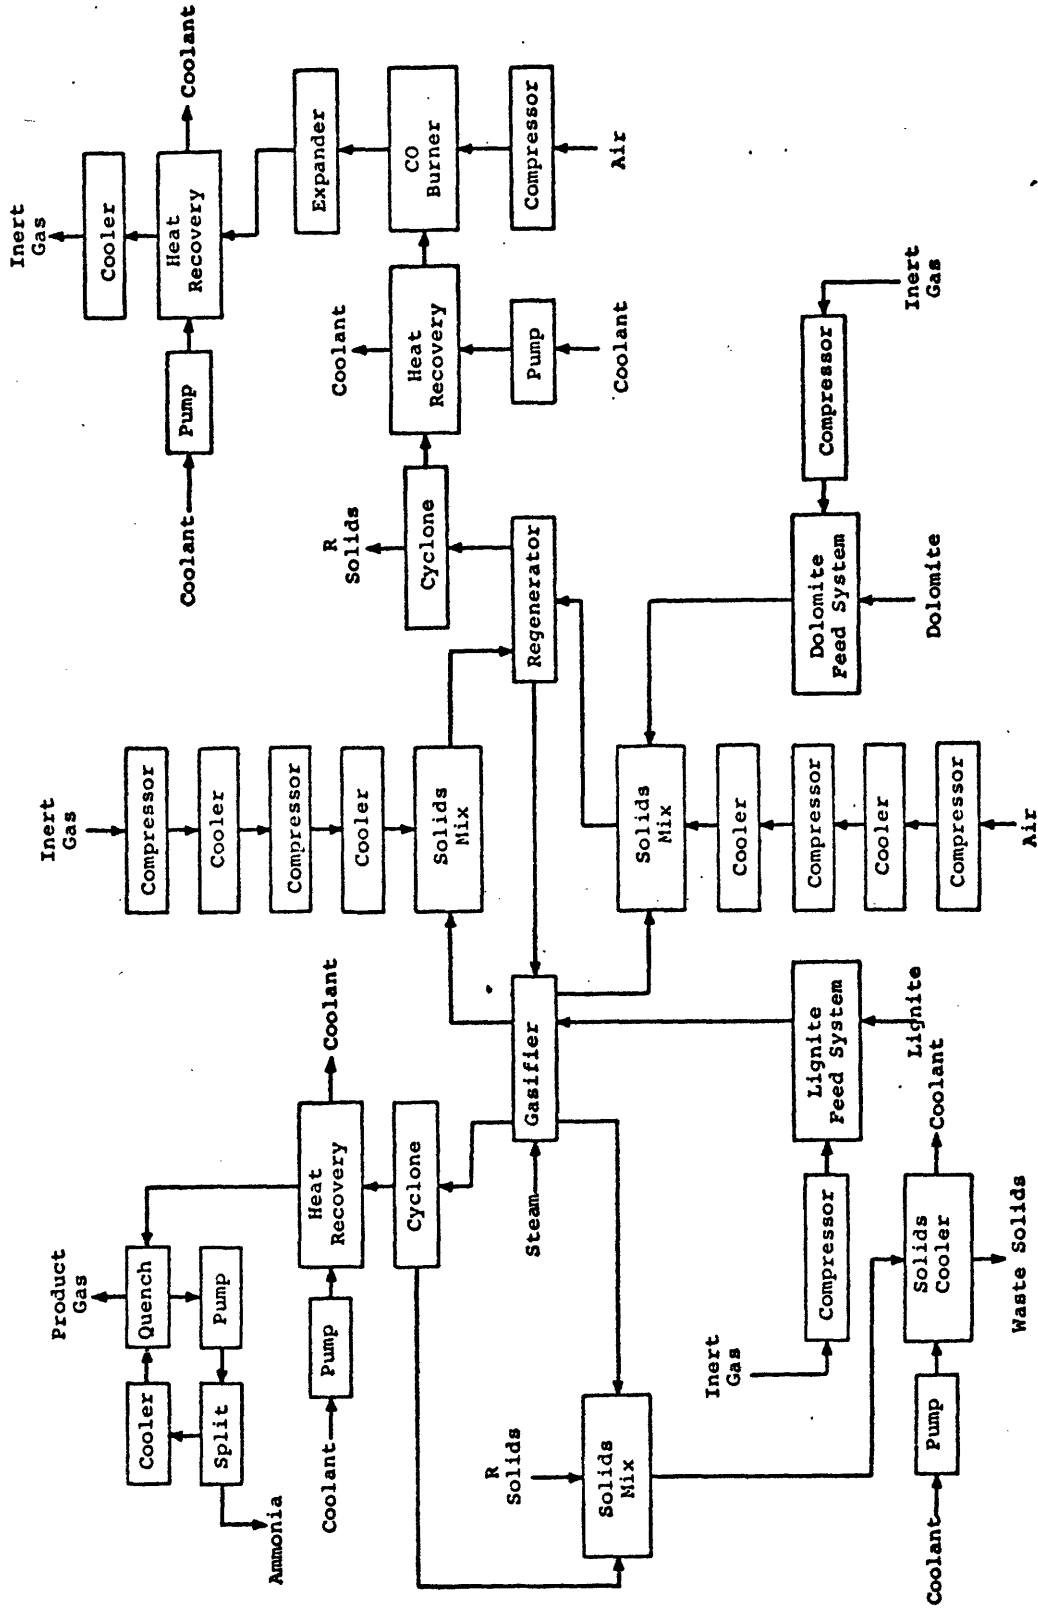 Product
Gas
Quench
Pump
Cooler
Split
Ammonia
Heat
Recovery
Coolant
Pump
Coolant
Cyclone
Inert
Gas
Compressor
Cooler
Compressor
Cooler
Solids
Mix
Inert
Gas
Cooler
Heat
Recovery
Coolant
Pump
Coolant
Expander
CO
Burner
Compressor
Air
Coolant
Heat
Recovery
Pump
Coolant
R
Solids
Cyclone
Regenerator
Gasifier
Steam
R
Solids
Solids
Mix
Inert
Gas
Compressor
Lignite
Feed System
Lignite
Coolant
Solids
Cooler
Pump
Coolant
Waste Solids
Solids
Mix
Cooler
Compressor
Cooler
Compressor
Air
Dolomite
Feed System
Dolomite
Compressor
Inert
Gas